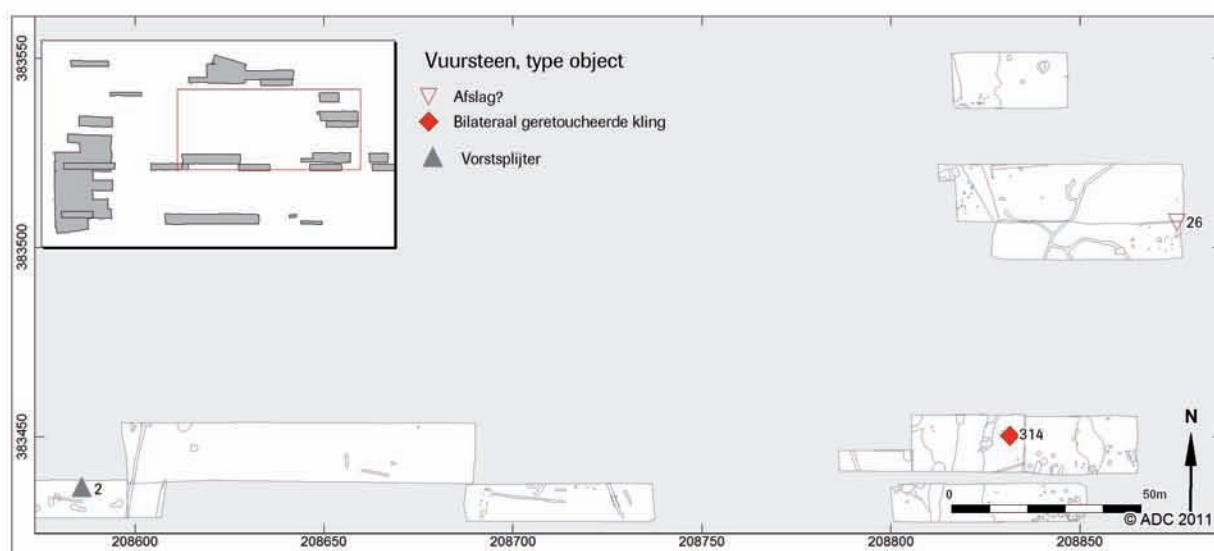 Vuursteen, type object
Afslag?
Bilateraal geretoucheerde kling
Vorstsplijter
383550
383500
383450
26
314
2
N
0 50m
© ADC 2011
208600 208650 208700 208750 208800 208850